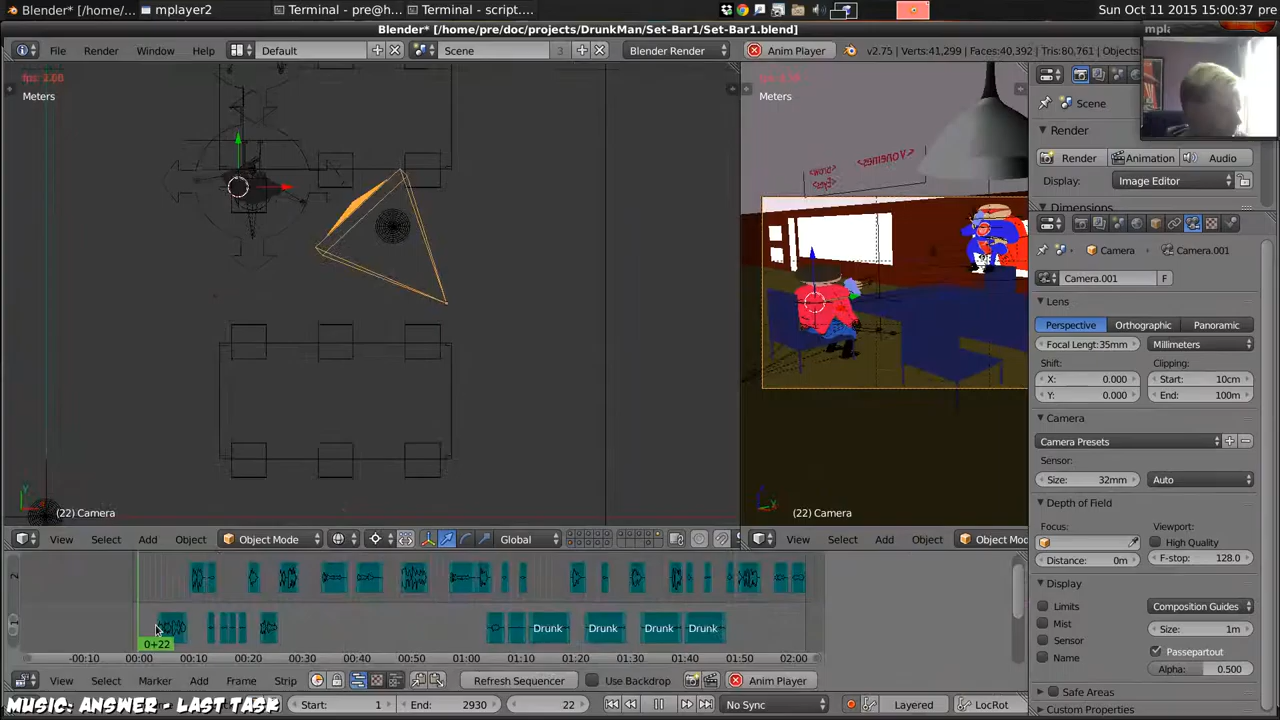 Blender* [/home/... mplayer2 Terminal - pre@h... Terminal - script.... Sun Oct 11 2015 15:00:37 pre
Blender* [/home/pre/doc/projects/DrunkMan/Set-Bar1/Set-Bar1.blend]
mpla
File Render Window Help Default Scene 3 Blender Render Anim Player v2.75 | Verts:41,299 | Faces:40,392 | Tris:80,761 | Objects:
Meters
Meters
Scene
Render
Render Animation Audio
Display: Image Editor
Dimensions
Camera Camera.001
Camera.001 F
Lens
Perspective Orthographic Panoramic
Focal Leng:35mm Millimeters
Shift: Clipping:
X: 0.000 Start: 10cm
Y: 0.000 End: 100m
Camera
Camera Presets
Sensor:
Size: 32mm Auto
Depth of Field
Focus: Viewport:
High Quality
F-stop: 128.0
Distance: 0m
Display
Limits Composition Guides
Mist Size: 1m
Sensor Passepartout
Name Alpha: 0.500
Safe Areas
Custom Properties
(22) Camera
(22) Camera
View Select Add Object Object Mode Global
View Select Add Object Object Mo
2
1
Drunk Drunk Drunk Drunk
0+22
-00:10 00:00 00:10 00:20 00:30 00:40 00:50 01:00 01:10 01:20 01:30 01:40 01:50 02:00
View Select Marker Add Frame Strip Refresh Sequencer Use Backdrop Anim Player
MUSIC: ANSWER - LAST TASK
Start: 1 End: 2930 22 No Sync Layered LocRot